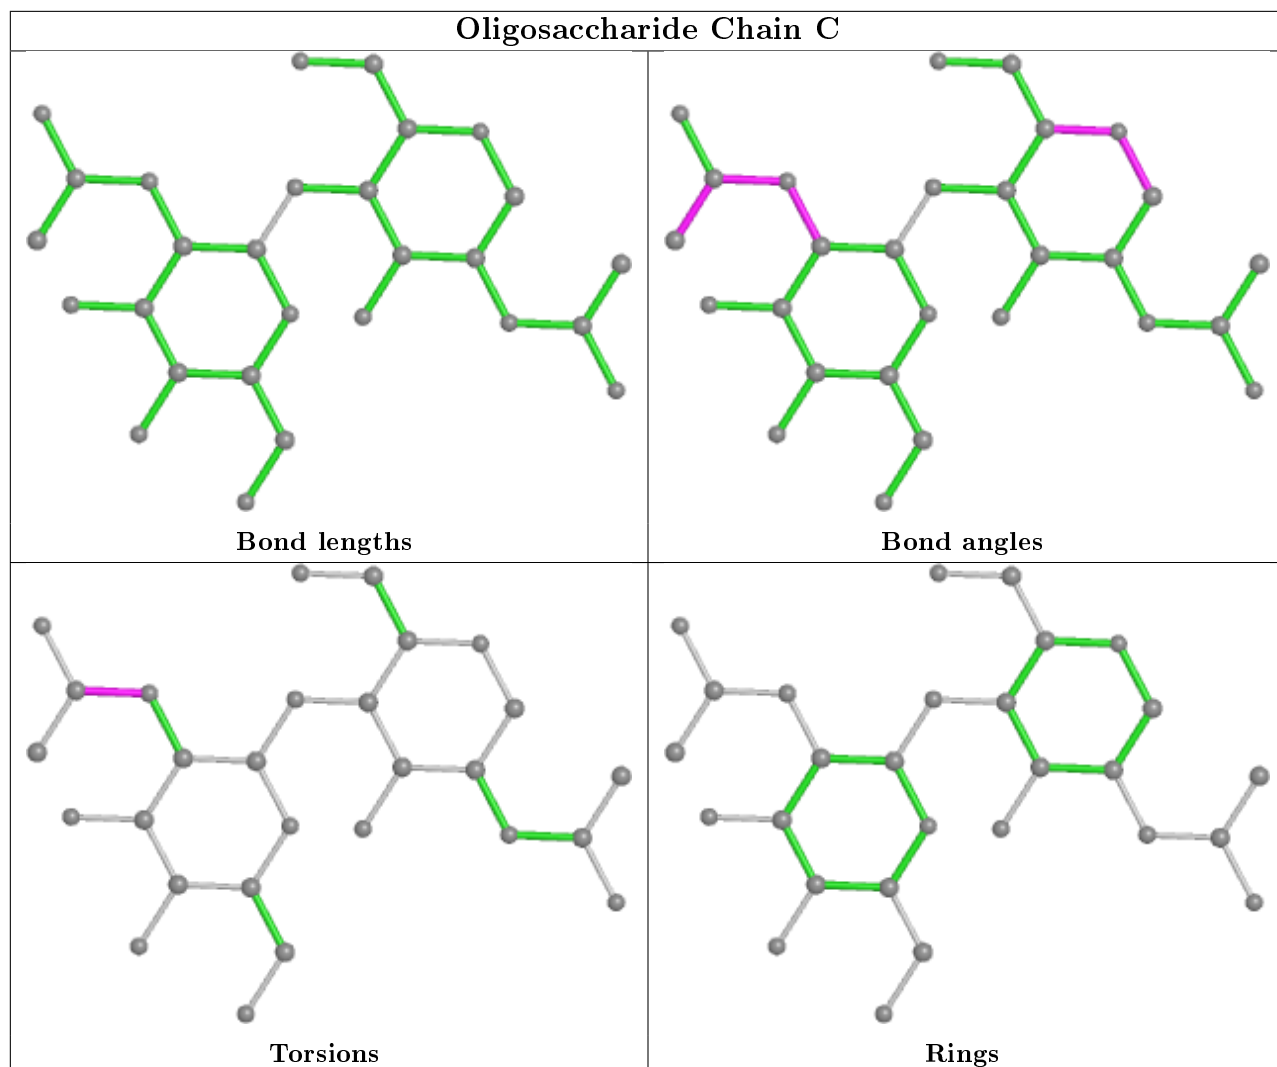 Oligosaccharide Chain C
Bond lengths
Bond angles
Torsions
Rings